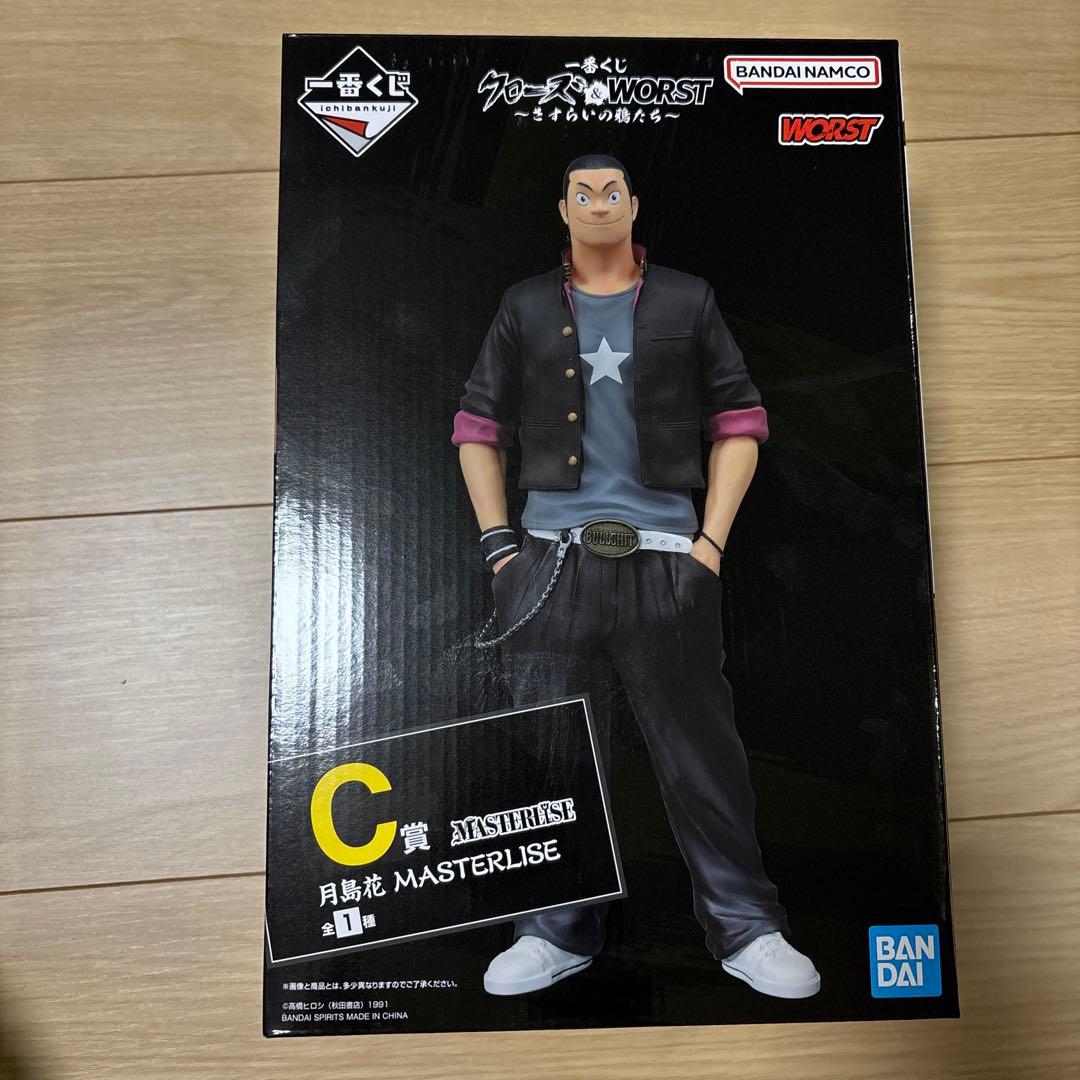 一番くじ
ichibankuji
一番くじ
クローズ&WORST
〜さすらいの鴉たち〜
BANDAI NAMCO
WORST
BULLSHIT
C賞 MASTERLISE
月島花 MASTERLISE
全1種
※画像と商品とは、多少異なりますのでご了承ください。
©髙橋ヒロシ（秋田書店）1991
BANDAI SPIRITS MADE IN CHINA
BAN
DAI